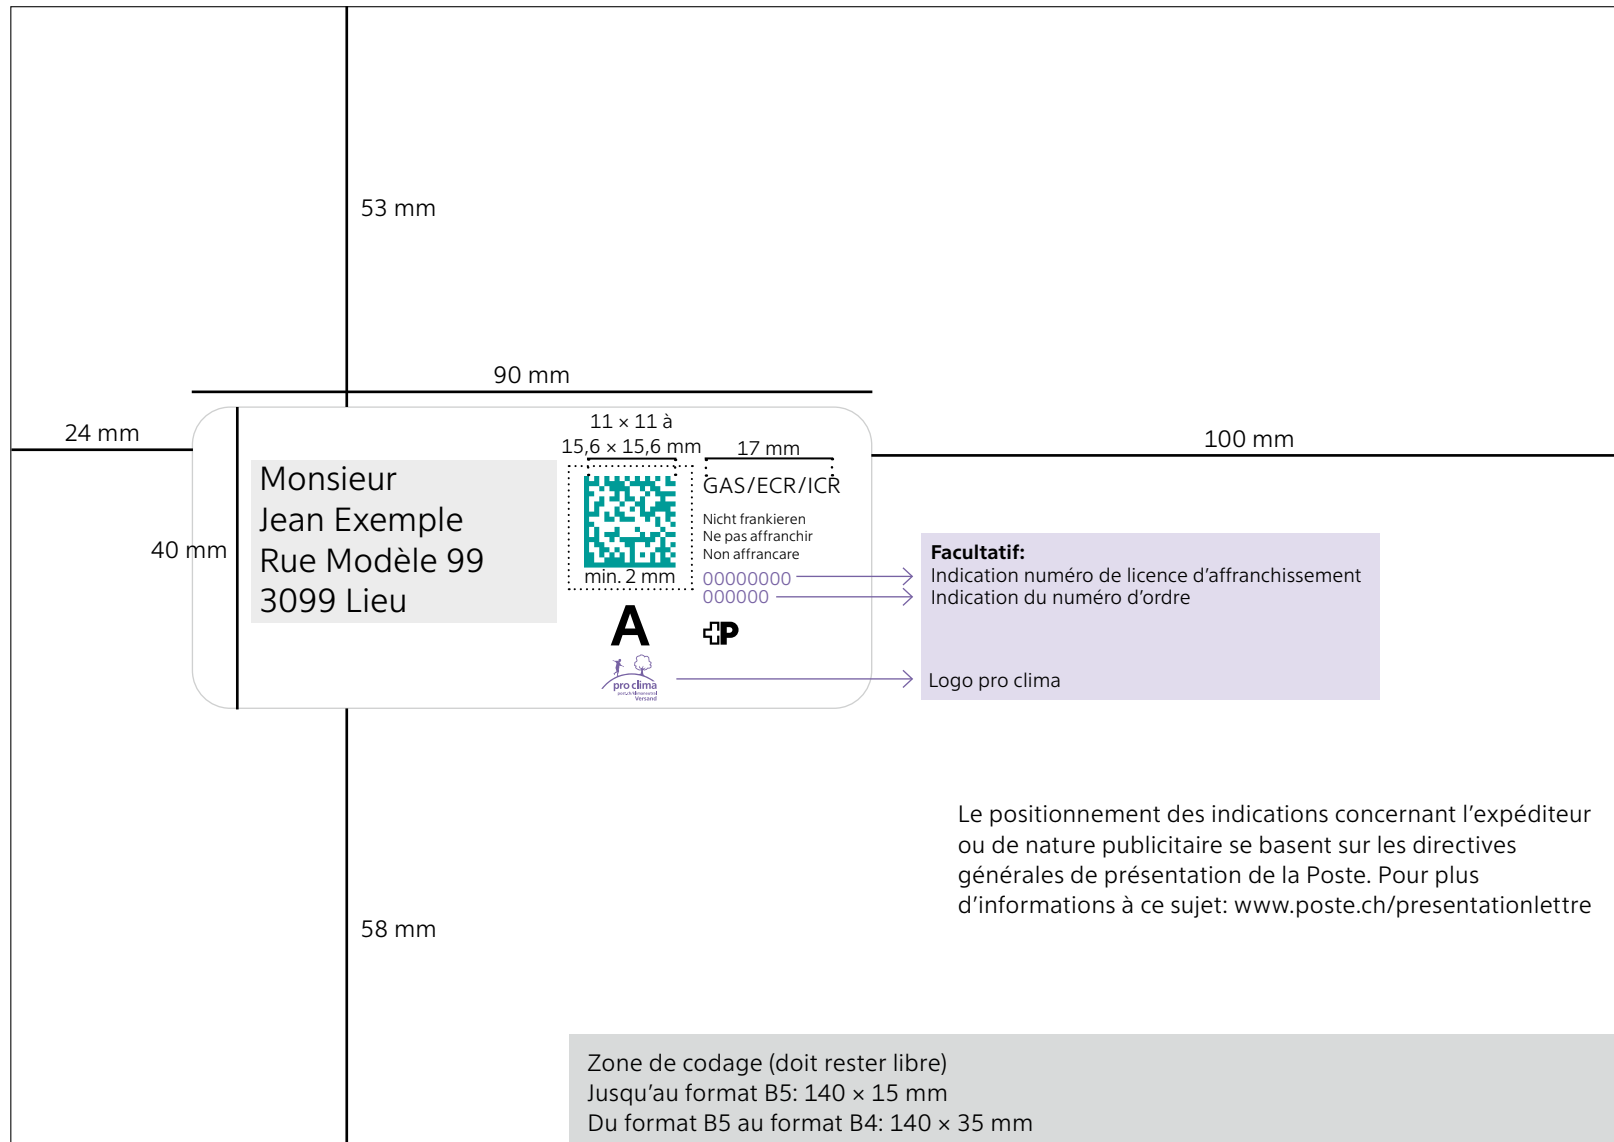 53 mm
90 mm
24 mm
11 × 11 à
15,6 × 15,6 mm
17 mm
100 mm
Monsieur
Jean Exemple
Rue Modèle 99
3099 Lieu
40 mm
min. 2 mm
GAS/ECR/ICR
Nicht frankieren
Ne pas affranchir
Non affrancare
00000000
000000
A
P
pro clima
Versand
Facultatif:
Indication numéro de licence d'affranchissement
Indication du numéro d'ordre
Logo pro clima
Le positionnement des indications concernant l'expéditeur
ou de nature publicitaire se basent sur les directives
générales de présentation de la Poste. Pour plus
d'informations à ce sujet: www.poste.ch/presentationlettre
58 mm
Zone de codage (doit rester libre)
Jusqu'au format B5: 140 × 15 mm
Du format B5 au format B4: 140 × 35 mm